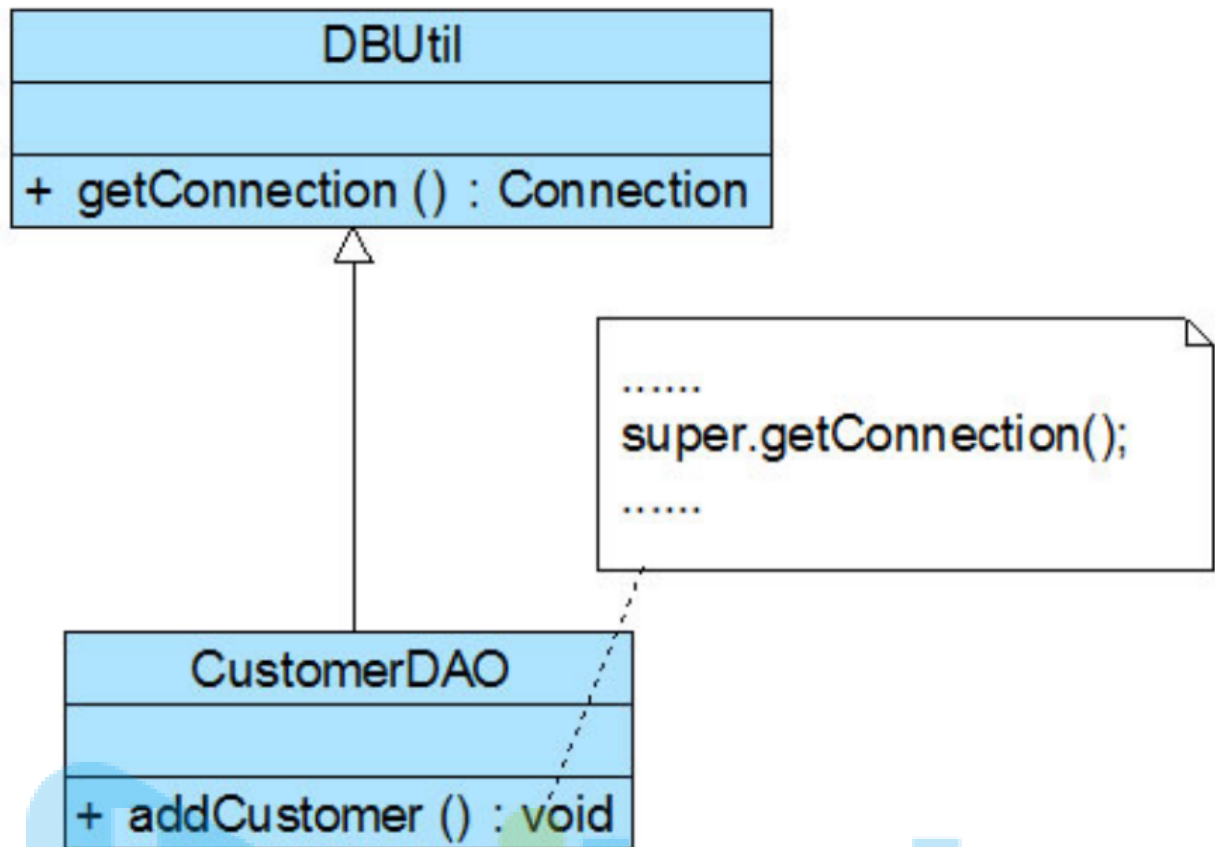 DBUtil
+ getConnection () : Connection
......
super.getConnection();
......
CustomerDAO
+ addCustomer () : void